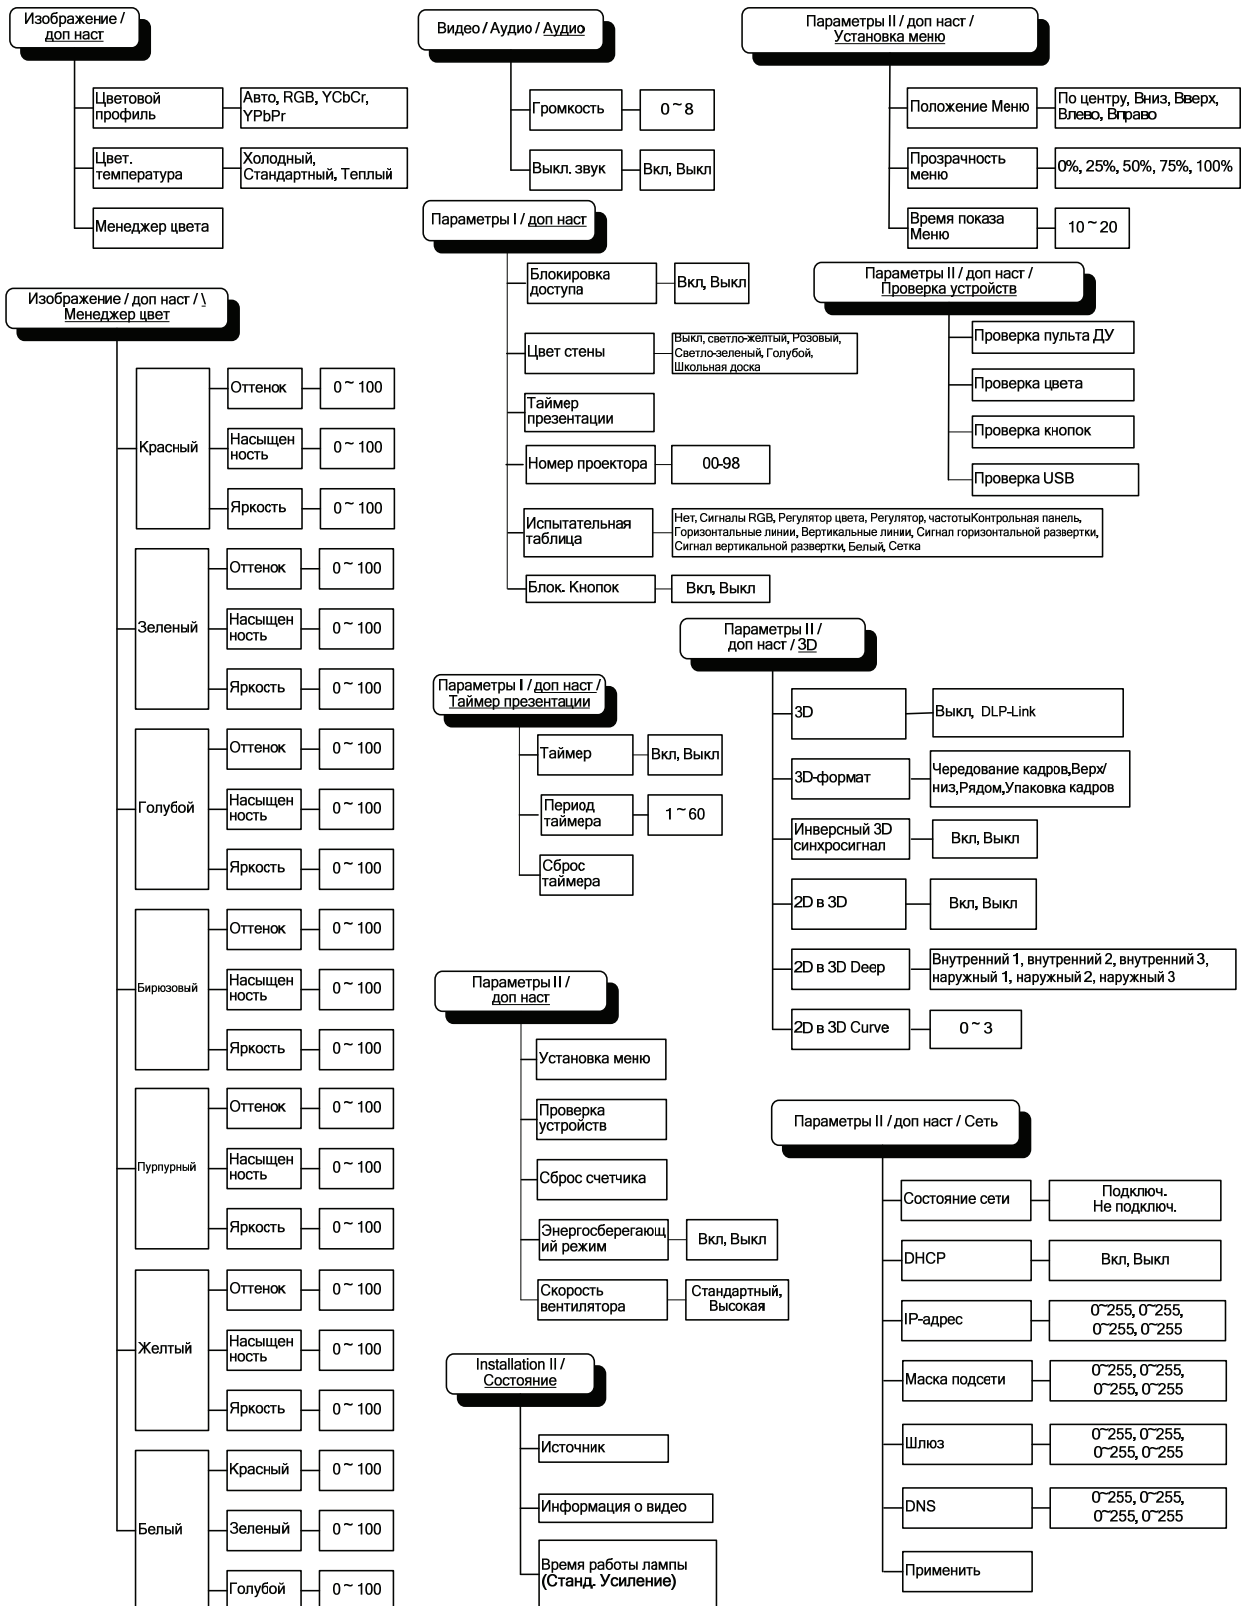 Изображение /
доп наст
Цветовой
профиль
Авто, RGB, YCbCr,
YPbPr
Цвет.
температура
Холодный,
Стандартный, Теплый
Менеджер цвета
Изображение / доп наст / \
Менеджер цвет
Красный
Оттенок
0 ~ 100
Насыщен
ность
0 ~ 100
Яркость
0 ~ 100
Зеленый
Оттенок
0 ~ 100
Насыщен
ность
0 ~ 100
Яркость
0 ~ 100
Голубой
Оттенок
0 ~ 100
Насыщен
ность
0 ~ 100
Яркость
0 ~ 100
Бирюзовый
Оттенок
0 ~ 100
Насыщен
ность
0 ~ 100
Яркость
0 ~ 100
Пурпурный
Оттенок
0 ~ 100
Насыщен
ность
0 ~ 100
Яркость
0 ~ 100
Желтый
Оттенок
0 ~ 100
Насыщен
ность
0 ~ 100
Яркость
0 ~ 100
Белый
Красный
0 ~ 100
Зеленый
0 ~ 100
Голубой
0 ~ 100
Видео / Аудио / Аудио
Громкость
0 ~ 8
Выкл. звук
Вкл, Выкл
Параметры I / доп наст
Блокировка
доступа
Вкл, Выкл
Цвет стены
Выкл, светло-желтый, Розовый,
Светло-зеленый, Голубой,
Школьная доска
Таймер
презентации
Номер проектора
00-98
Испытательная
таблица
Нет, Сигналы RGB, Регулятор цвета, Регулятор, частотыКонтрольная панель,
Горизонтальные линии, Вертикальные линии, Сигнал горизонтальной развертки,
Сигнал вертикальной развертки, Белый, Сетка
Блок. Кнопок
Вкл, Выкл
Параметры I / доп наст /
Таймер презентации
Таймер
Вкл, Выкл
Период
таймера
1 ~ 60
Сброс
таймера
Параметры II /
доп наст
Установка меню
Проверка
устройств
Сброс счетчика
Энергосберегающ
ий режим
Вкл, Выкл
Скорость
вентилятора
Стандартный,
Высокая
Installation II /
Состояние
Источник
Информация о видео
Время работы лампы
(Станд. Усиление)
Параметры II / доп наст /
Установка меню
Положение Меню
По центру, Вниз, Вверх,
Влево, Вправо
Прозрачность
меню
0%, 25%, 50%, 75%, 100%
Время показа
Меню
10 ~ 20
Параметры II / доп наст /
Проверка устройств
Проверка пульта ДУ
Проверка цвета
Проверка кнопок
Проверка USB
Параметры II /
доп наст / 3D
3D
Выкл, DLP-Link
3D-формат
Чередование кадров,Верх/
низ,Рядом,Упаковка кадров
Инверсный 3D
синхросигнал
Вкл, Выкл
2D в 3D
Вкл, Выкл
2D в 3D Deep
Внутренний 1, внутренний 2, внутренний 3,
наружный 1, наружный 2, наружный 3
2D в 3D Curve
0 ~ 3
Параметры II / доп наст / Сеть
Состояние сети
Подключ.
Не подключ.
DHCP
Вкл, Выкл
IP-адрес
0~255, 0~255,
0~255, 0~255
Маска подсети
0~255, 0~255,
0~255, 0~255
Шлюз
0~255, 0~255,
0~255, 0~255
DNS
0~255, 0~255,
0~255, 0~255
Применить